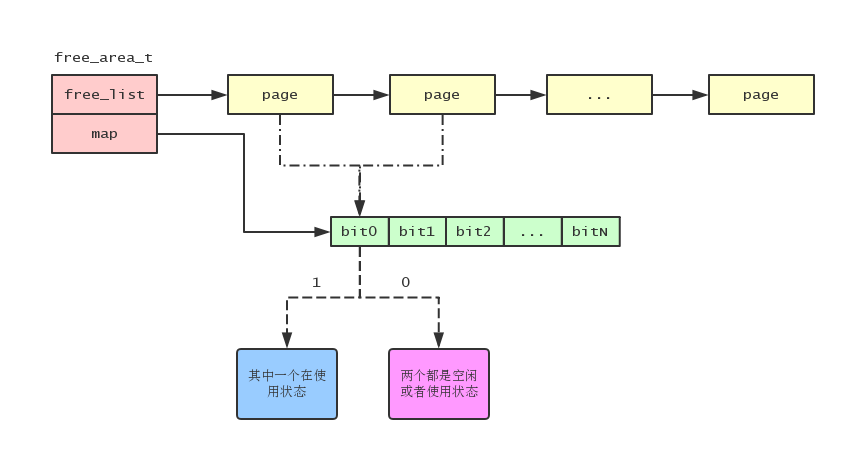 free_area_t
free_list
page
page
...
page
map
bit0
bit1
bit2
...
bitN
1
0
其中一个在使
用状态
两个都是空闲
或者使用状态